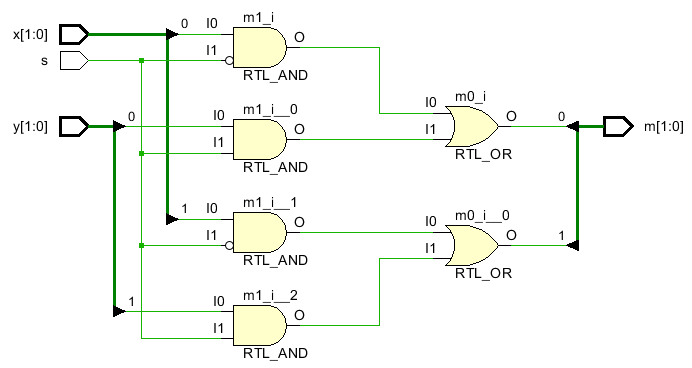 x[1:0]
s
y[1:0]
0
I0
I1
m1_i
O
RTL_AND
0
I0
I1
m1_i__0
O
RTL_AND
1
I0
I1
m1_i__1
O
RTL_AND
1
I0
I1
m1_i__2
O
RTL_AND
I0
I1
m0_i
O
RTL_OR
0
I0
I1
m0_i__0
O
RTL_OR
1
m[1:0]